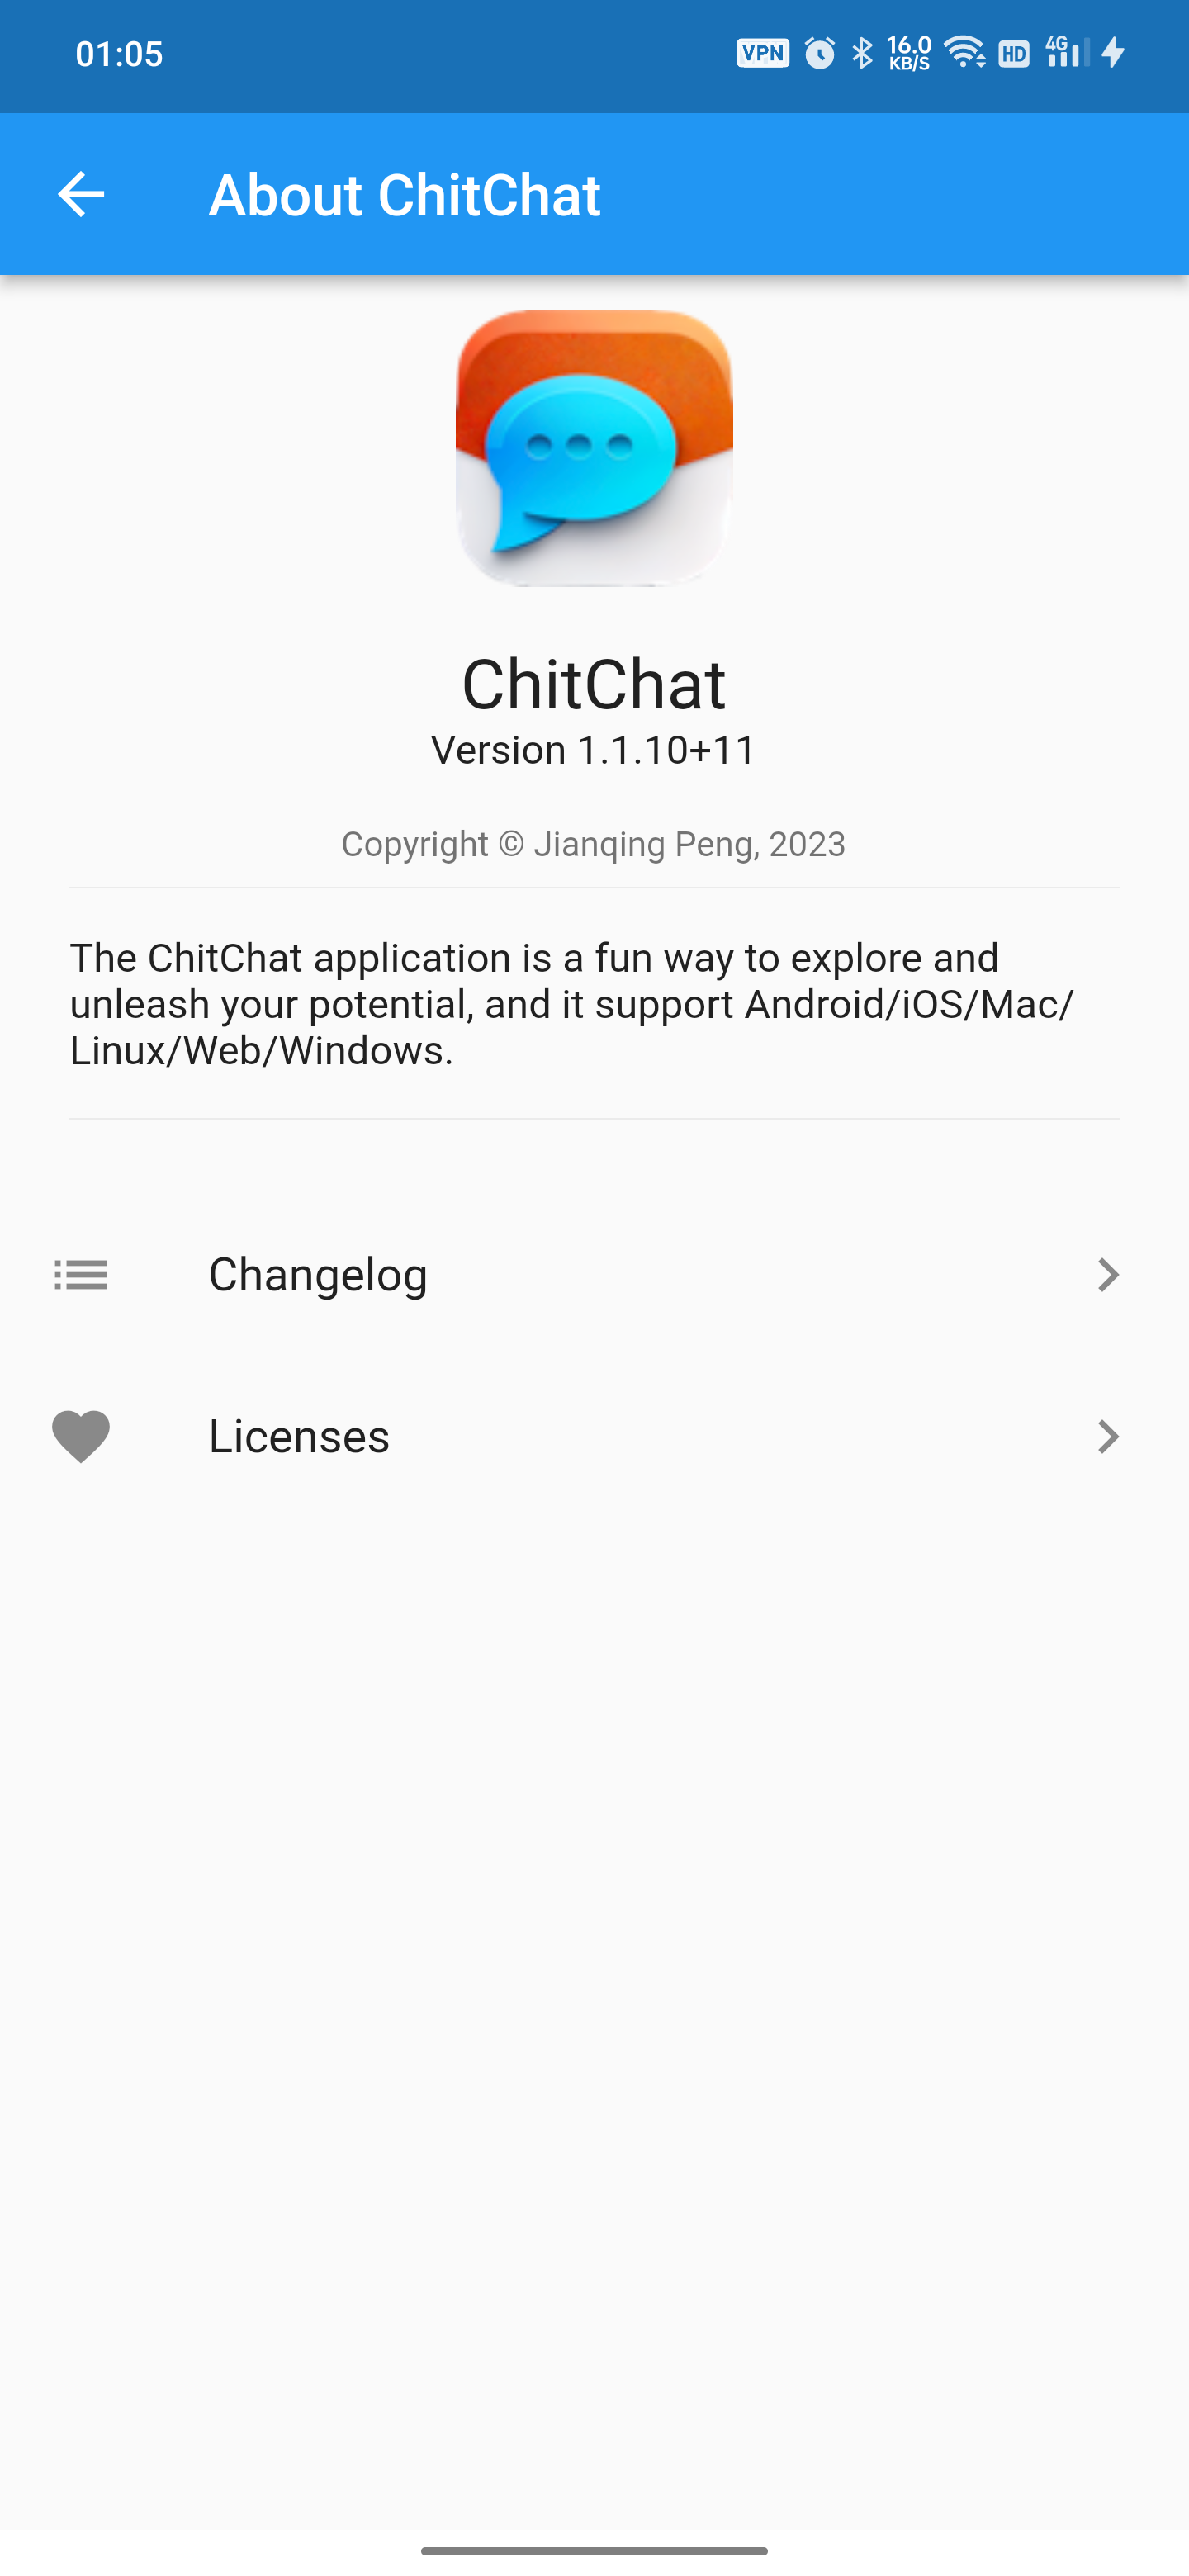 01:05
VPN
16.0
KB/S
HD
4G
About ChitChat
ChitChat
Version 1.1.10+11
Copyright © Jianqing Peng, 2023
The ChitChat application is a fun way to explore and
unleash your potential, and it support Android/iOS/Mac/
Linux/Web/Windows.
Changelog
Licenses